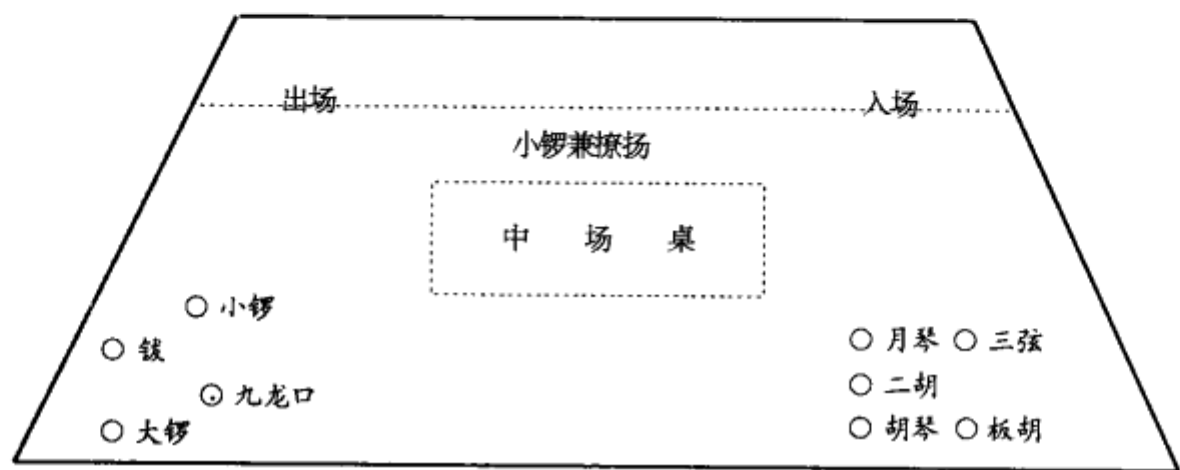 出场 入场
小锣兼撩扬
中 场 桌
小锣
钹
九龙口
大锣
月琴 三弦
二胡
胡琴 板胡